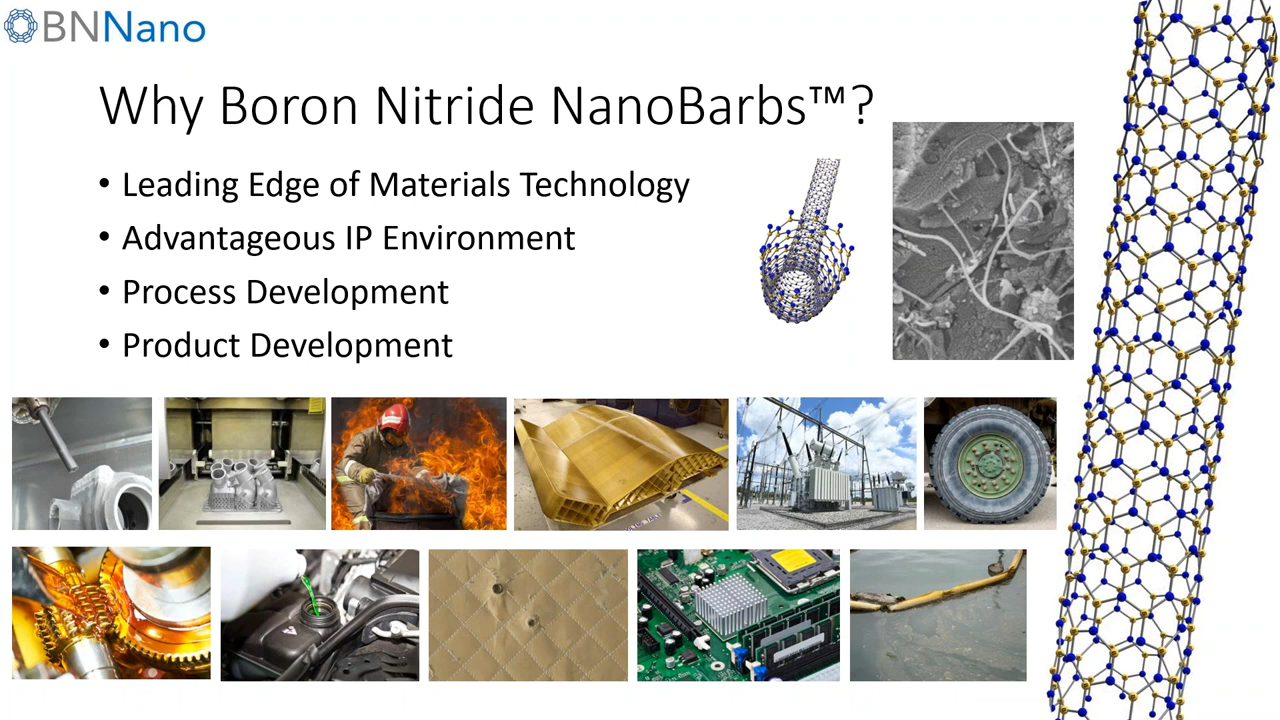 BNNano
Why Boron Nitride NanoBarbs™?
• Leading Edge of Materials Technology
• Advantageous IP Environment
• Process Development
• Product Development